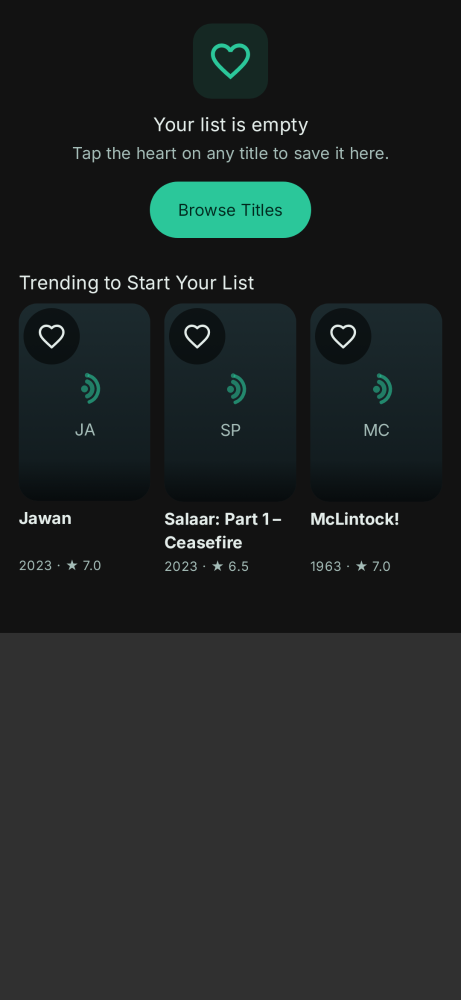 Your list is empty
Tap the heart on any title to save it here.
Browse Titles
Trending to Start Your List
JA
SP
MC
Jawan
Salaar: Part 1 –
Ceasefire
McLintock!
2023 · ★ 7.0
2023 · ★ 6.5
1963 · ★ 7.0